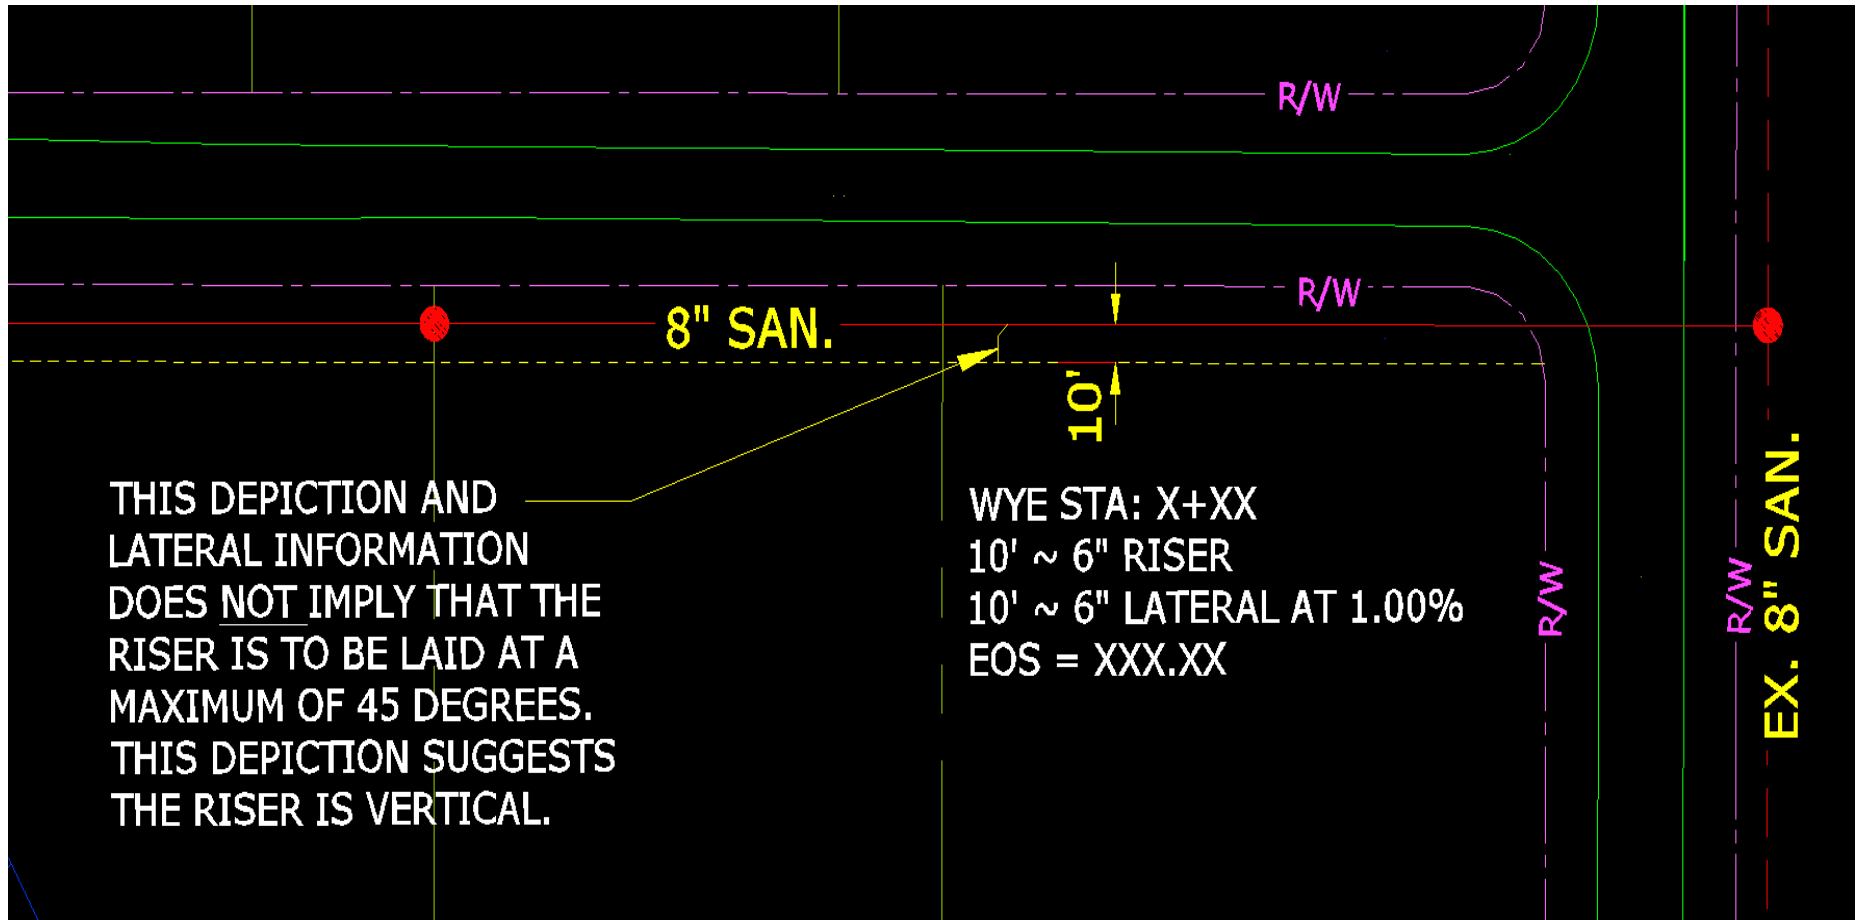 R/W
R/W
8" SAN.
10'
THIS DEPICTION AND
LATERAL INFORMATION
DOES NOT IMPLY THAT THE
RISER IS TO BE LAID AT A
MAXIMUM OF 45 DEGREES.
THIS DEPICTION SUGGESTS
THE RISER IS VERTICAL.
WYE STA: X+XX
10' ~ 6" RISER
10' ~ 6" LATERAL AT 1.00%
EOS = XXX.XX
R/W
R/W
EX. 8" SAN.